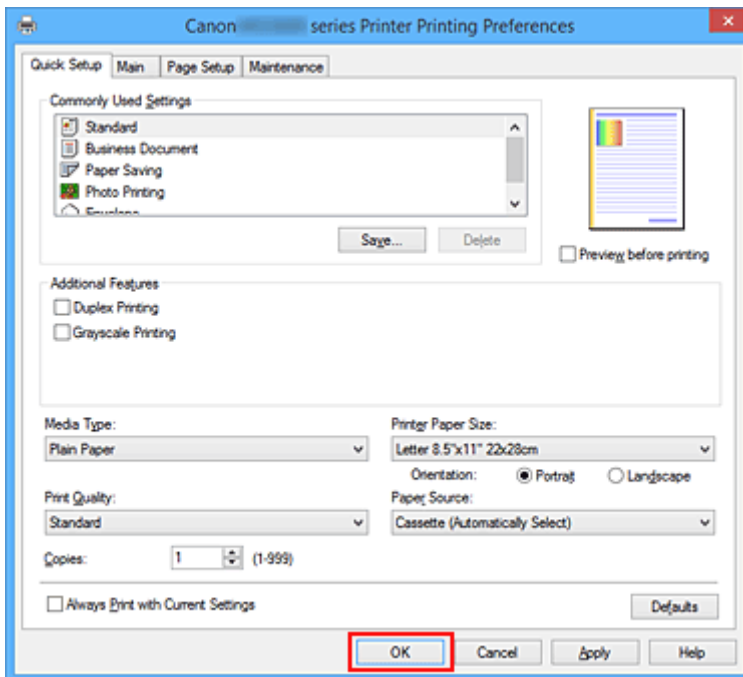 Canon series Printer Printing Preferences
Quick Setup Main Page Setup Maintenance
Commonly Used Settings
Standard
Business Document
Paper Saving
Photo Printing
Save... Delete
Preview before printing
Additional Features
Duplex Printing
Grayscale Printing
Media Type: Printer Paper Size:
Plain Paper Letter 8.5"x11" 22x28cm
Orientation: Portrait Landscape
Print Quality: Paper Source:
Standard Cassette (Automatically Select)
Copies: 1 (1-999)
Always Print with Current Settings Defaults
OK Cancel Apply Help